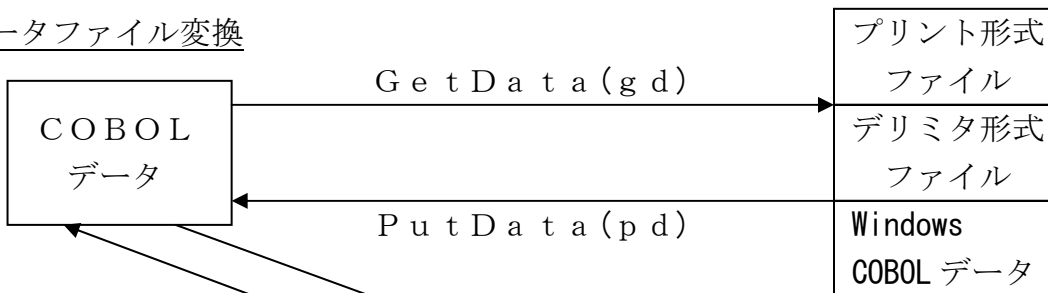 ータファイル変換
ＧｅｔＤａｔａ(ｇｄ)
ＣＯＢＯＬ
データ
ＰｕｔＤａｔａ(ｐｄ)
プリント形式
ファイル
デリミタ形式
ファイル
Windows
COBOL データ